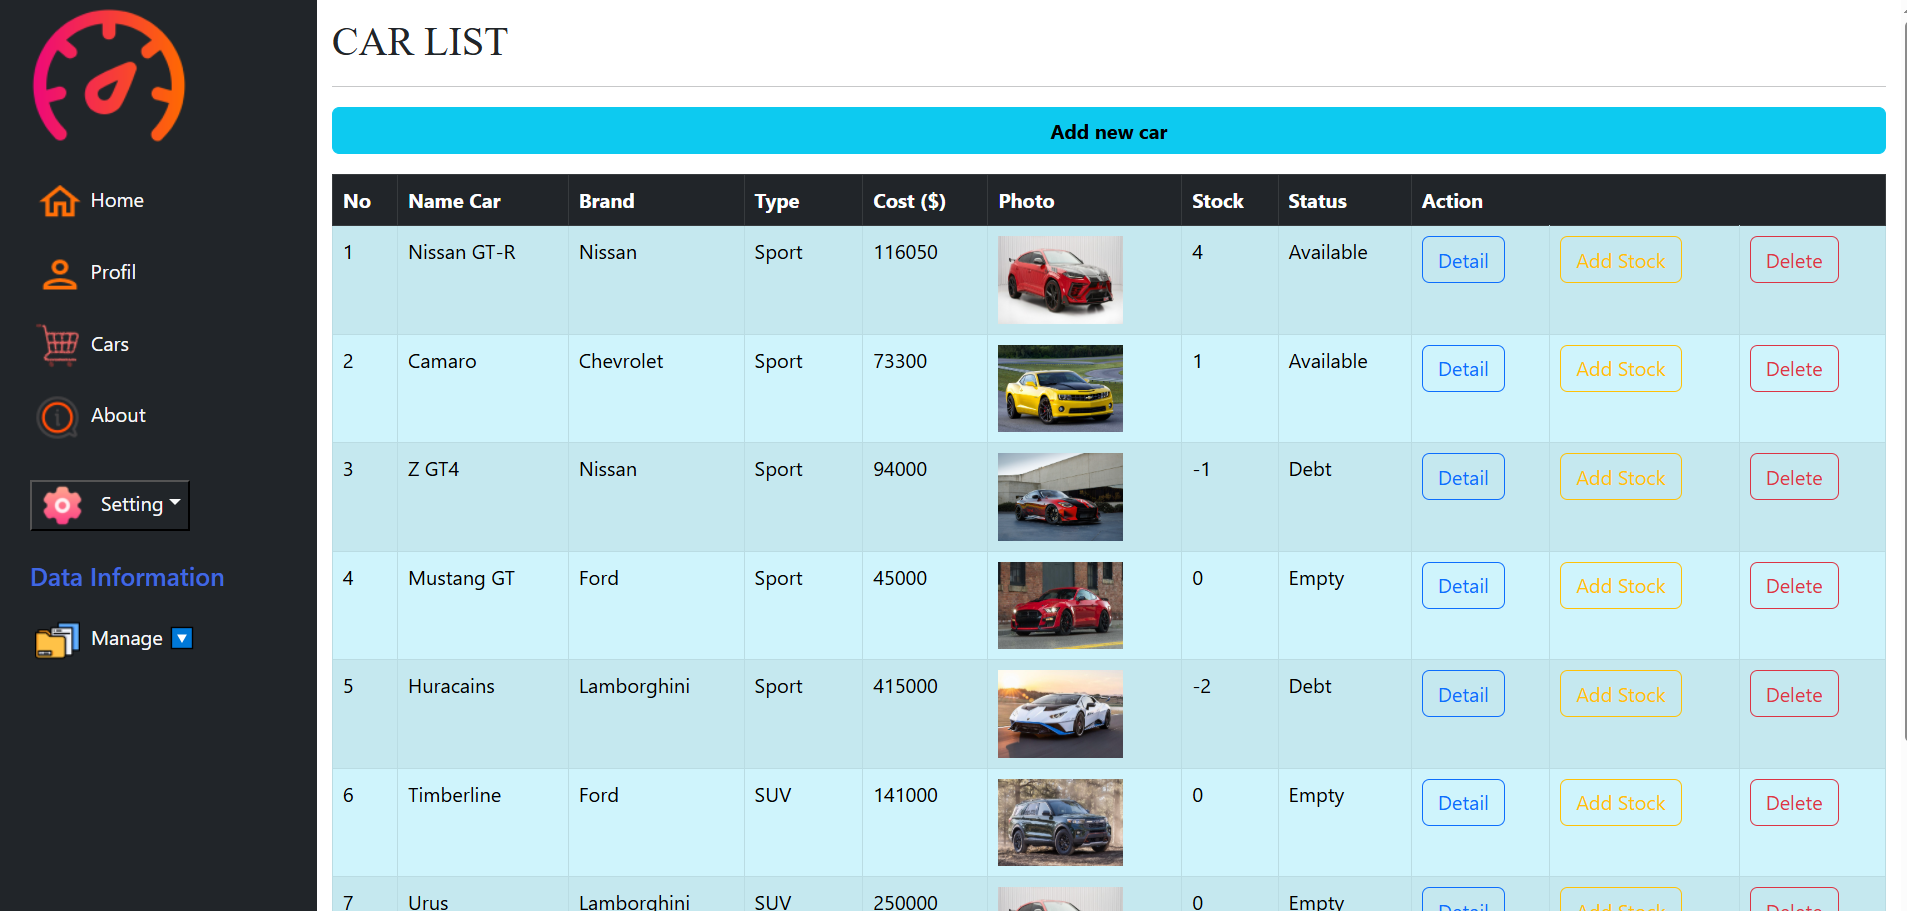 CAR LIST
Add new car
Home
Profil
Cars
About
Setting
Data Information
Manage
No Name Car Brand Type Cost ($) Photo Stock Status Action
1 Nissan GT-R Nissan Sport 116050 4 Available Detail Add Stock Delete
2 Camaro Chevrolet Sport 73300 1 Available Detail Add Stock Delete
3 Z GT4 Nissan Sport 94000 -1 Debt Detail Add Stock Delete
4 Mustang GT Ford Sport 45000 0 Empty Detail Add Stock Delete
5 Huracains Lamborghini Sport 415000 -2 Debt Detail Add Stock Delete
6 Timberline Ford SUV 141000 0 Empty Detail Add Stock Delete
7 Urus Lamborghini SUV 250000 0 Empty Detail Add Stock Delete